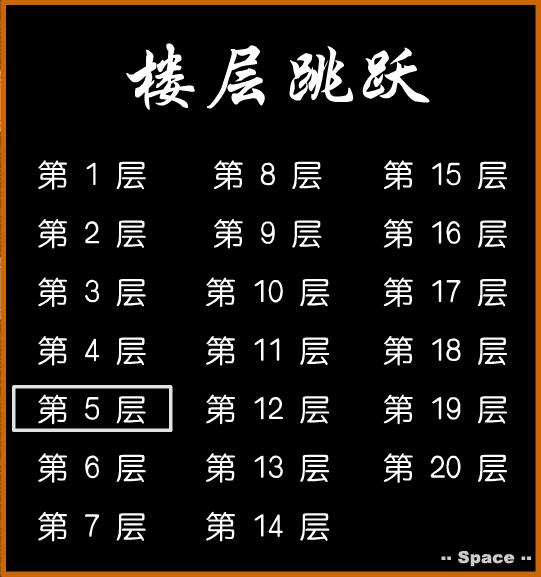 楼层跳跃
第 1 层
第 2 层
第 3 层
第 4 层
第 5 层
第 6 层
第 7 层
第 8 层
第 9 层
第 10 层
第 11 层
第 12 层
第 13 层
第 14 层
第 15 层
第 16 层
第 17 层
第 18 层
第 19 层
第 20 层
-- Space --